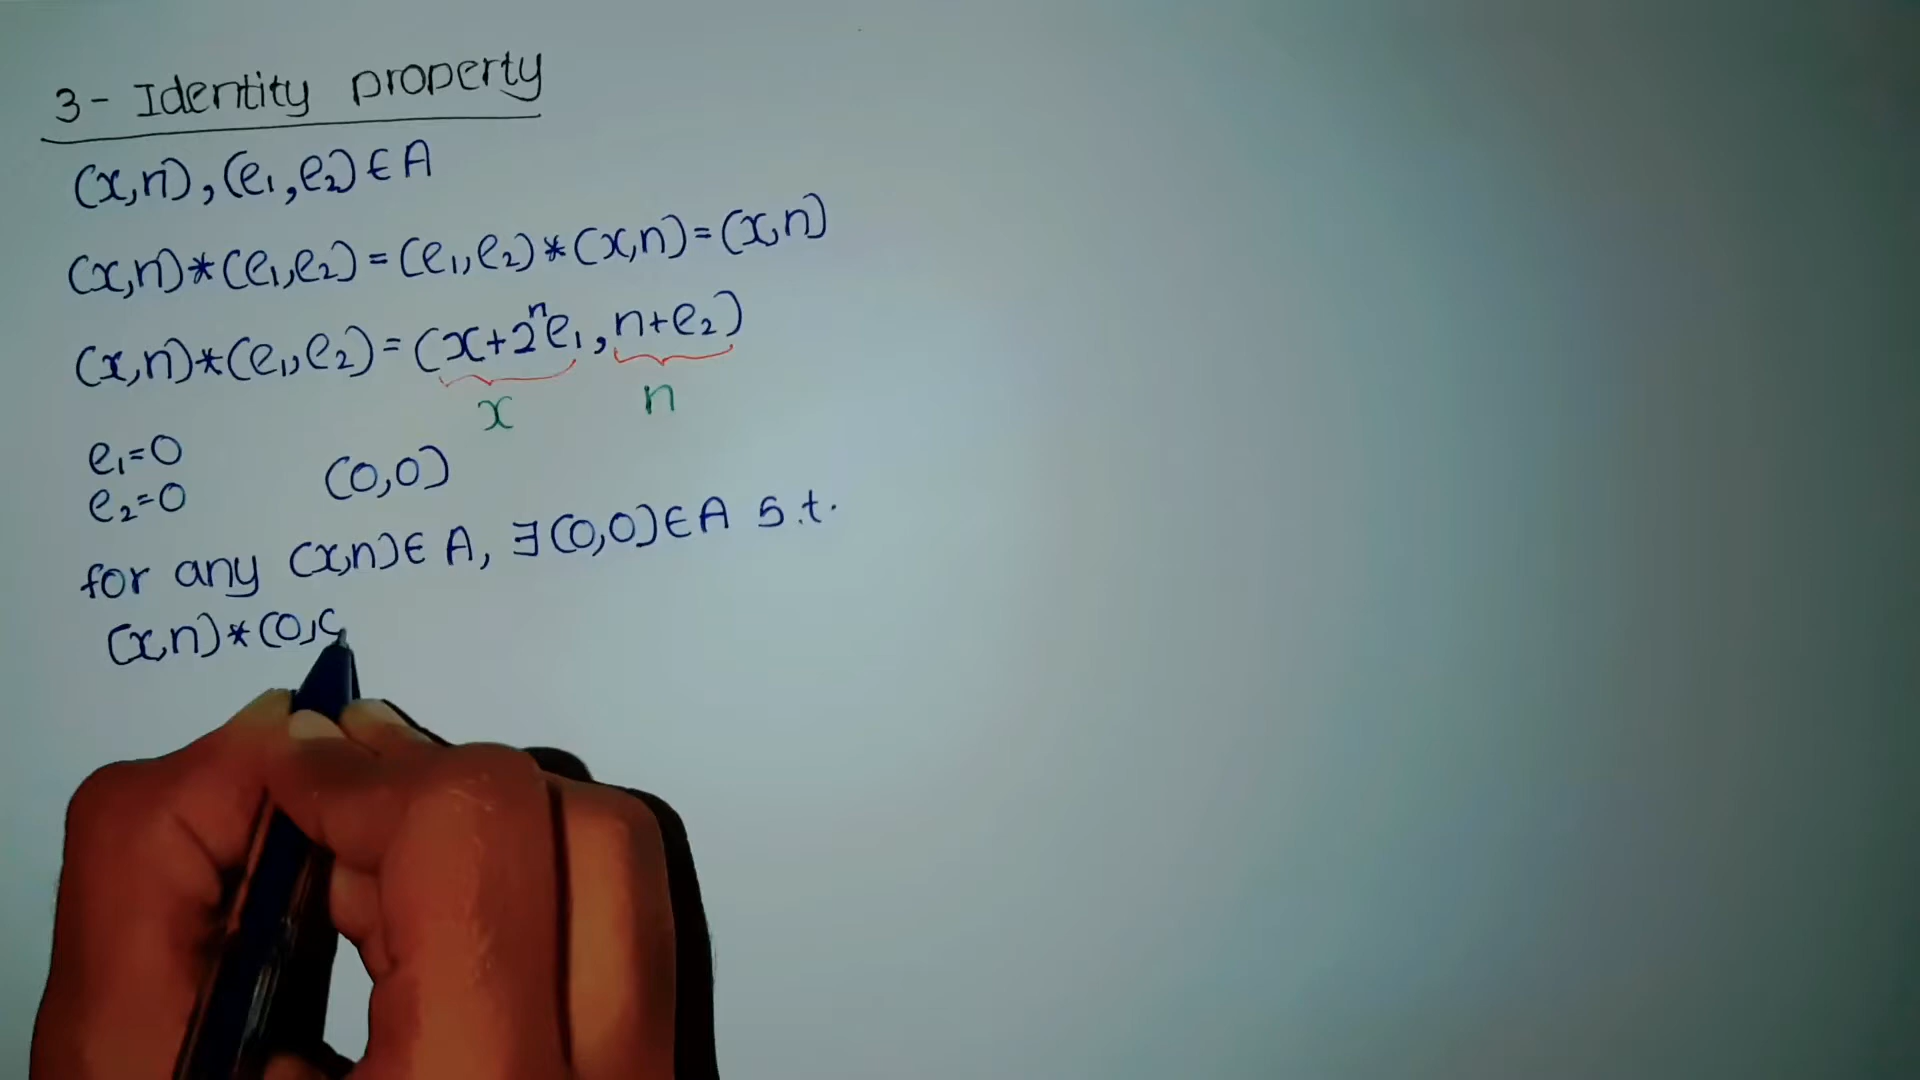 3- Identity property
(x,n),(e₁,e₂)∈A
(x,n)*(e₁,e₂)=(e₁,e₂)*(x,n)=(x,n)
(x,n)*(e₁,e₂)=(x+2ⁿe₁,n+e₂)
x n
e₁=0
e₂=0 (0,0)
for any (x,n)∈ A, ∃(0,0)∈A s.t.
(x,n)*(0,